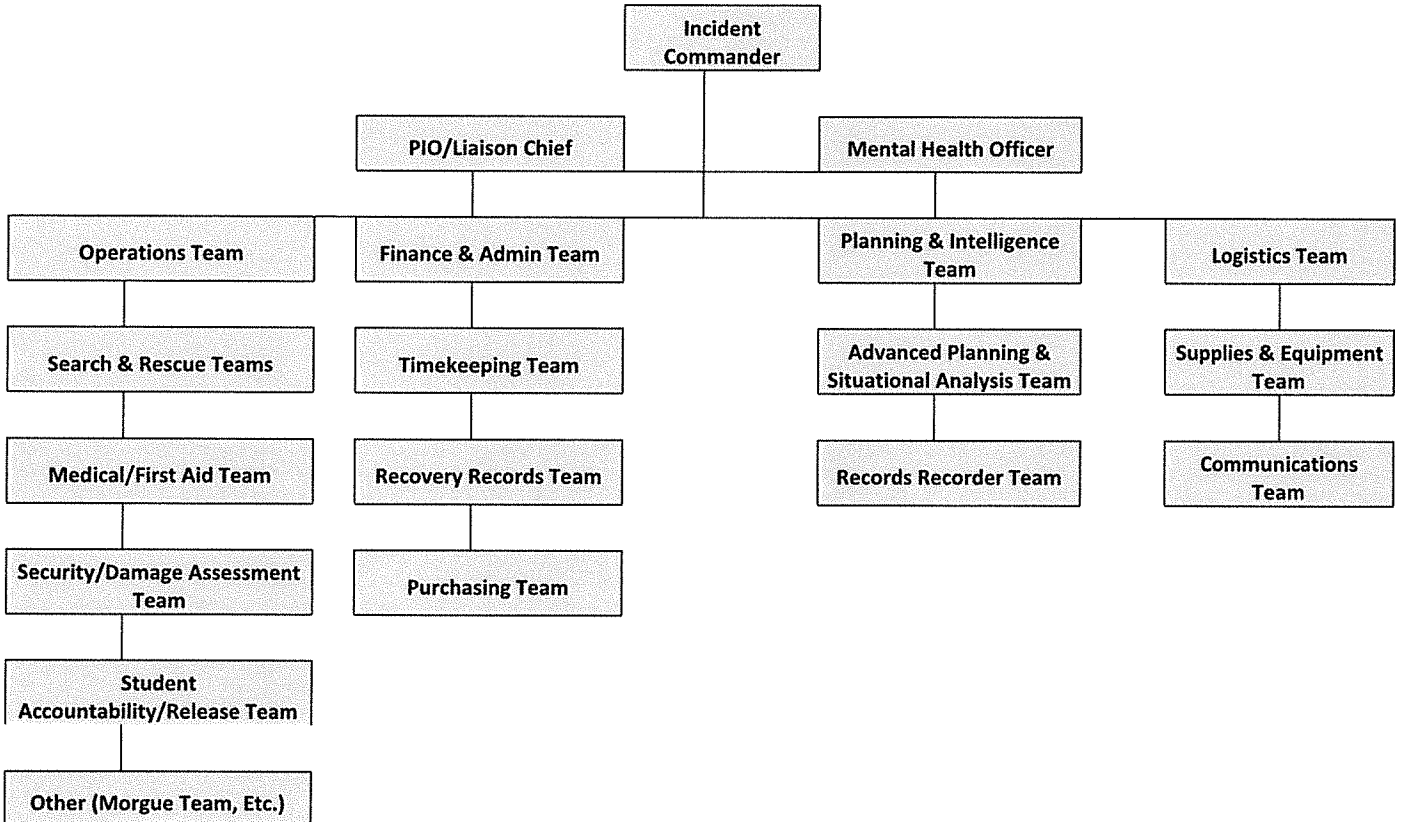 Incident
Commander
PIO/Liaison Chief
Mental Health Officer
Operations Team
Finance & Admin Team
Planning & Intelligence
Team
Logistics Team
Search & Rescue Teams
Timekeeping Team
Advanced Planning &
Situational Analysis Team
Supplies & Equipment
Team
Medical/First Aid Team
Recovery Records Team
Records Recorder Team
Communications
Team
Security/Damage Assessment
Team
Purchasing Team
Student
Accountability/Release Team
Other (Morgue Team, Etc.)